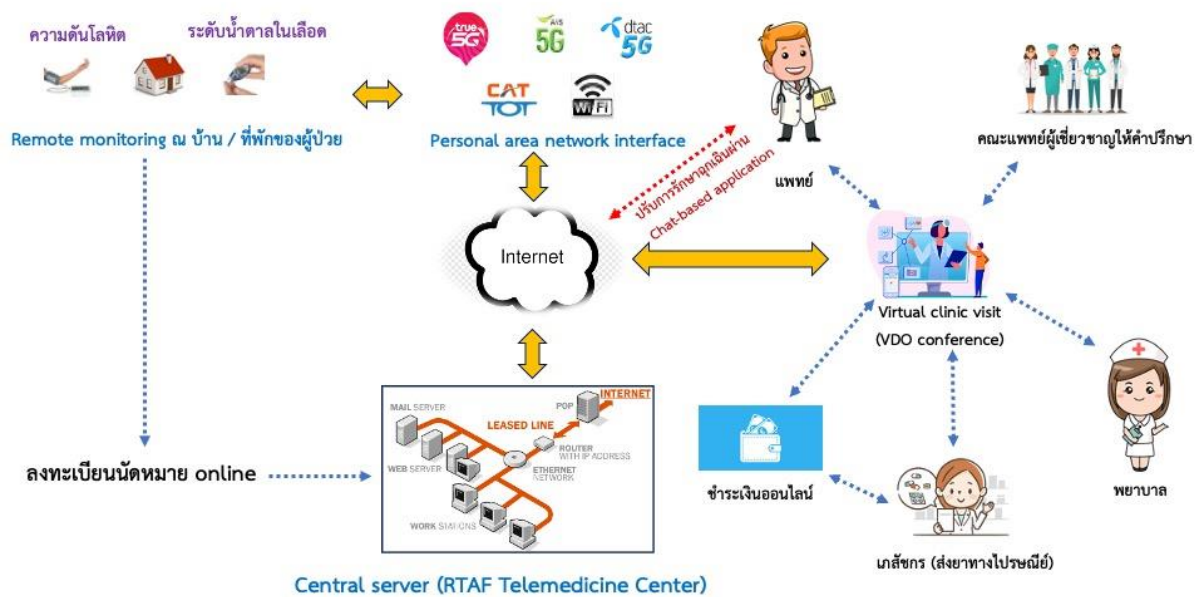 ความดันโลหิต
ระดับน้ำตาลในเลือด
Remote monitoring ณ บ้าน / ที่พักของผู้ป่วย
true
5G
AIS
5G
dtac
5G
CAT
TOT
WiFi
Personal area network interface
ปรับการรักษาฉุกเฉินผ่าน
Chat-based application
แพทย์
คณะแพทย์ผู้เชี่ยวชาญให้คำปรึกษา
Internet
Virtual clinic visit
(VDO conference)
ลงทะเบียนนัดหมาย online
INTERNET
POP
MAIL SERVER
LEASED LINE
ROUTER
WITH IP ADDRESS
WEB SERVER
ETHERNET
NETWORK
WORK STATIONS
Central server (RTAF Telemedicine Center)
ชำระเงินออนไลน์
พยาบาล
เภสัชกร (ส่งยาทางไปรษณีย์)